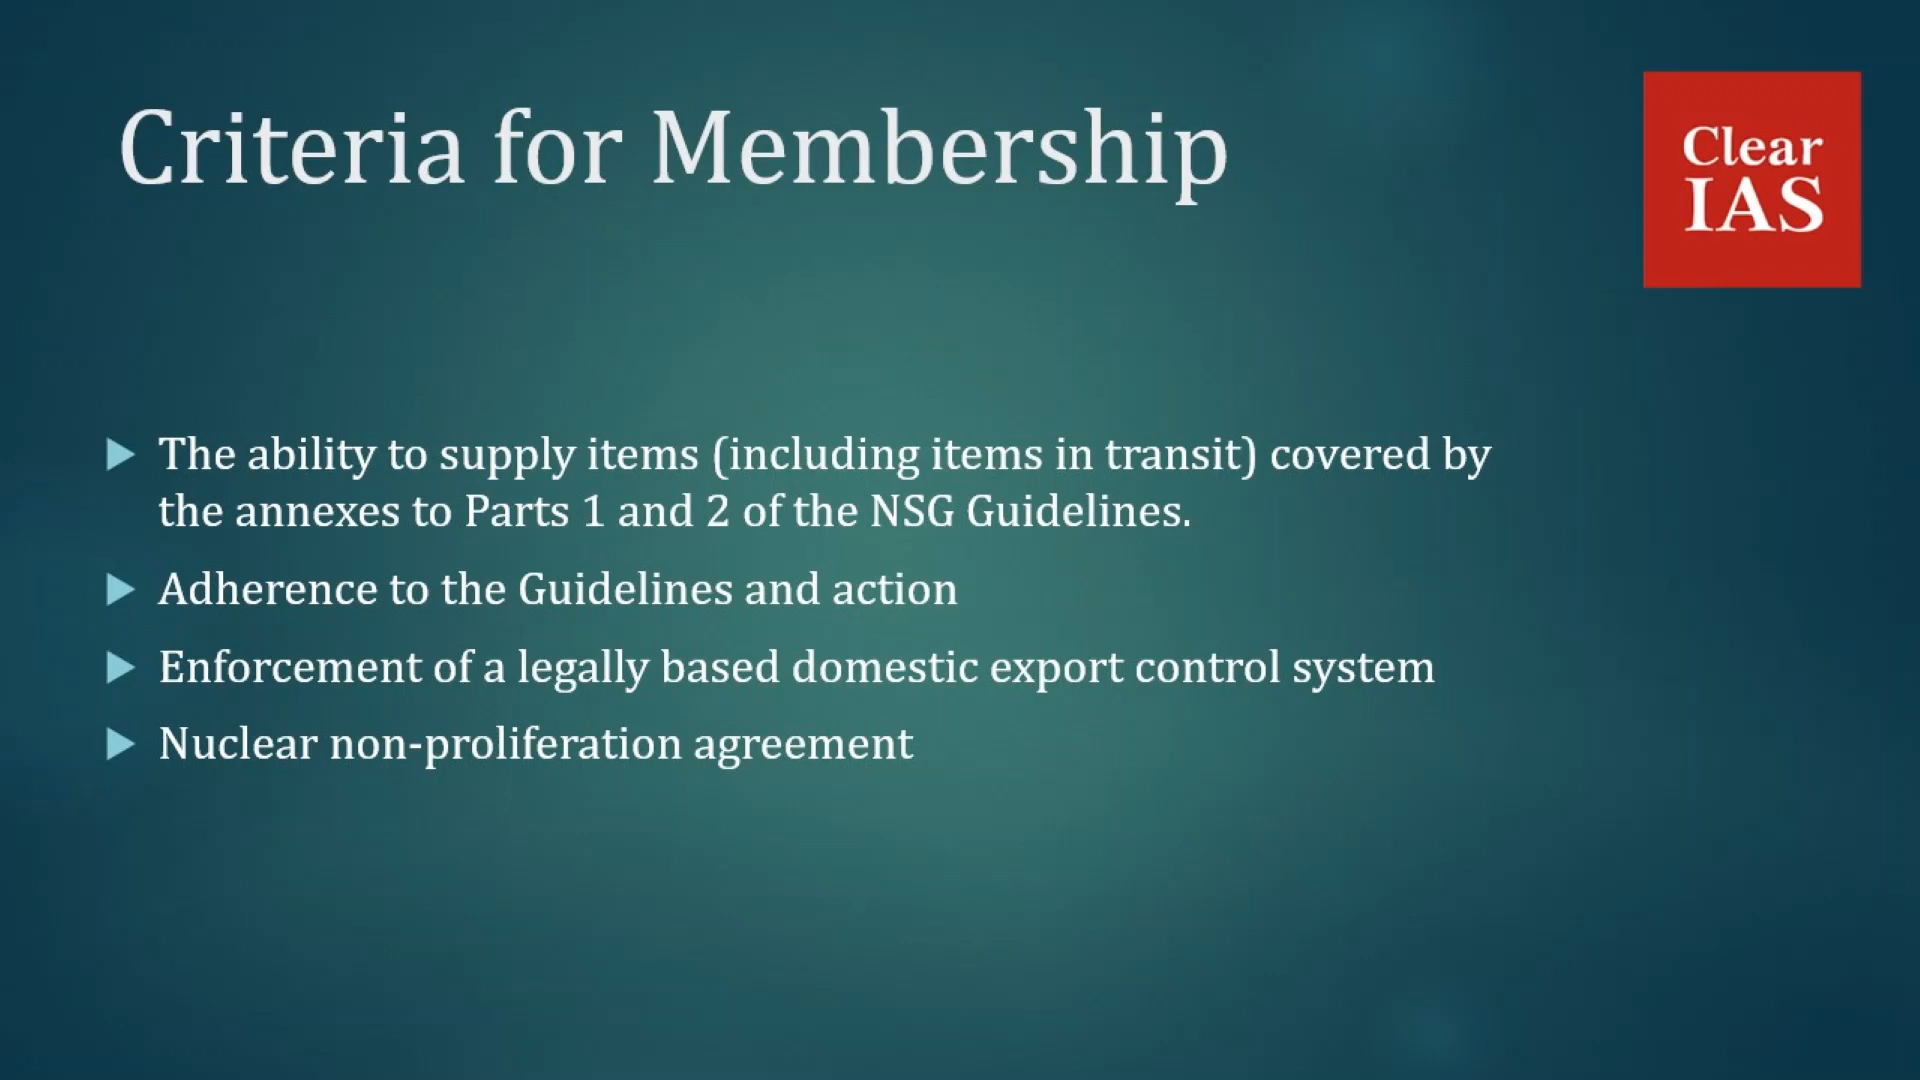 Criteria for Membership
Clear
IAS
The ability to supply items (including items in transit) covered by
the annexes to Parts 1 and 2 of the NSG Guidelines.
Adherence to the Guidelines and action
Enforcement of a legally based domestic export control system
Nuclear non-proliferation agreement